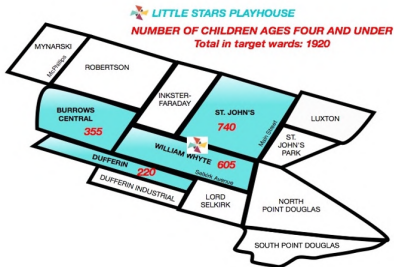 LITTLE STARS PLAYHOUSE
NUMBER OF CHILDREN AGES FOUR AND UNDER
Total in target wards: 1920
MYNARSKI
McPhillips
ROBERTSON
INKSTER-
FARADAY
ST. JOHN'S
740
LUXTON
BURROWS
CENTRAL
355
Main Street
ST.
JOHN'S
PARK
WILLIAM WHYTE
605
DUFFERIN
220
Selkirk Avenue
DUFFERIN INDUSTRIAL
LORD
SELKIRK
NORTH
POINT DOUGLAS
SOUTH POINT DOUGLAS